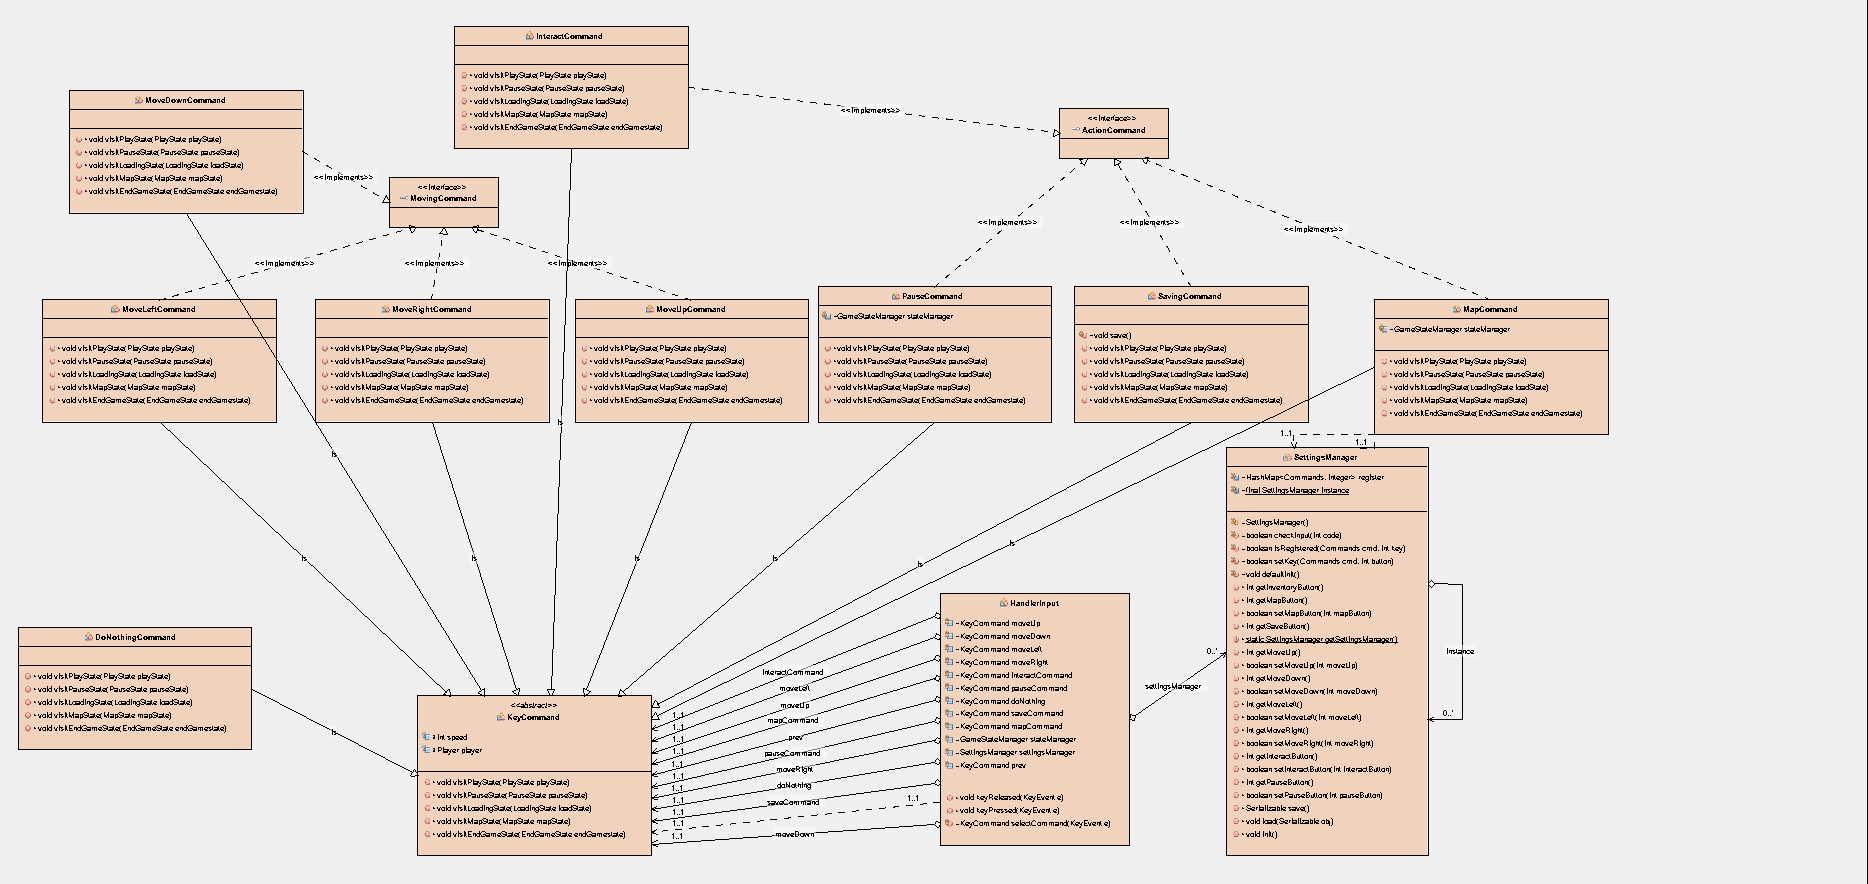 InteractCommand
+void visitPlayState(PlayState playState)
+void visitPauseState(PauseState pauseState)
+void visitLoadingState(LoadingState loadState)
+void visitMapState(MapState mapState)
+void visitEndGameState(EndGameState endGamestate)
MoveDownCommand
+void visitPlayState(PlayState playState)
+void visitPauseState(PauseState pauseState)
+void visitLoadingState(LoadingState loadState)
+void visitMapState(MapState mapState)
+void visitEndGameState(EndGameState endGamestate)
<<Implements>>
<<Interface>>
ActionCommand
<<Implements>>
<<Interface>>
MovingCommand
<<Implements>>
<<Implements>>
<<Implements>>
<<Implements>>
<<Implements>>
<<Implements>>
MoveLeftCommand
+void visitPlayState(PlayState playState)
+void visitPauseState(PauseState pauseState)
+void visitLoadingState(LoadingState loadState)
+void visitMapState(MapState mapState)
+void visitEndGameState(EndGameState endGamestate)
MoveRightCommand
+void visitPlayState(PlayState playState)
+void visitPauseState(PauseState pauseState)
+void visitLoadingState(LoadingState loadState)
+void visitMapState(MapState mapState)
+void visitEndGameState(EndGameState endGamestate)
MoveUpCommand
+void visitPlayState(PlayState playState)
+void visitPauseState(PauseState pauseState)
+void visitLoadingState(LoadingState loadState)
+void visitMapState(MapState mapState)
+void visitEndGameState(EndGameState endGamestate)
PauseCommand
-GameStateManager stateManager
+void visitPlayState(PlayState playState)
+void visitPauseState(PauseState pauseState)
+void visitLoadingState(LoadingState loadState)
+void visitMapState(MapState mapState)
+void visitEndGameState(EndGameState endGamestate)
SavingCommand
-void save()
+void visitPlayState(PlayState playState)
+void visitPauseState(PauseState pauseState)
+void visitLoadingState(LoadingState loadState)
+void visitMapState(MapState mapState)
+void visitEndGameState(EndGameState endGamestate)
MapCommand
-GameStateManager stateManager
+void visitPlayState(PlayState playState)
+void visitPauseState(PauseState pauseState)
+void visitLoadingState(LoadingState loadState)
+void visitMapState(MapState mapState)
+void visitEndGameState(EndGameState endGamestate)
is
is
is
is
is
is
is
is
is
1..1
1..1
SettingsManager
-HashMap<Commands, Integer> register
-final SettingsManager instance
-SettingsManager()
-boolean checkInput(int code)
-boolean isRegistered(Commands cmd, int key)
-boolean setKey(Commands cmd, int button)
-void defaultInit()
+int getInventoryButton()
+int getMapButton()
+boolean setMapButton(int mapButton)
+int getSaveButton()
+static SettingsManager getSettingsManager()
+int getMoveUp()
+boolean setMoveUp(int moveUp)
+int getMoveDown()
+boolean setMoveDown(int moveDown)
+int getMoveLeft()
+boolean setMoveLeft(int moveLeft)
+int getMoveRight()
+boolean setMoveRight(int moveRight)
+int getInteractButton()
+boolean setInteractButton(int interactButton)
+int getPauseButton()
+boolean setPauseButton(int pauseButton)
+Serializable save()
+void load(Serializable obj)
+void init()
instance
0..*
HandlerInput
-KeyCommand moveUp
-KeyCommand moveDown
-KeyCommand moveLeft
-KeyCommand moveRight
-KeyCommand interactCommand
-KeyCommand pauseCommand
-KeyCommand doNothing
-KeyCommand saveCommand
-KeyCommand mapCommand
-GameStateManager stateManager
-SettingsManager settingsManager
-KeyCommand prev
+void keyReleased(KeyEvent e)
+void keyPressed(KeyEvent e)
-KeyCommand selectCommand(KeyEvent e)
settingsManager
0..*
DoNothingCommand
+void visitPlayState(PlayState playState)
+void visitPauseState(PauseState pauseState)
+void visitLoadingState(LoadingState loadState)
+void visitMapState(MapState mapState)
+void visitEndGameState(EndGameState endGamestate)
<<abstract>>
KeyCommand
# int speed
# Player player
+void visitPlayState(PlayState playState)
+void visitPauseState(PauseState pauseState)
+void visitLoadingState(LoadingState loadState)
+void visitMapState(MapState mapState)
+void visitEndGameState(EndGameState endGamestate)
interactCommand
moveLeft
moveUp
mapCommand
prev
pauseCommand
moveRight
doNothing
saveCommand
moveDown
1..1
1..1
1..1
1..1
1..1
1..1
1..1
1..1
1..1
1..1
1..1
1..1